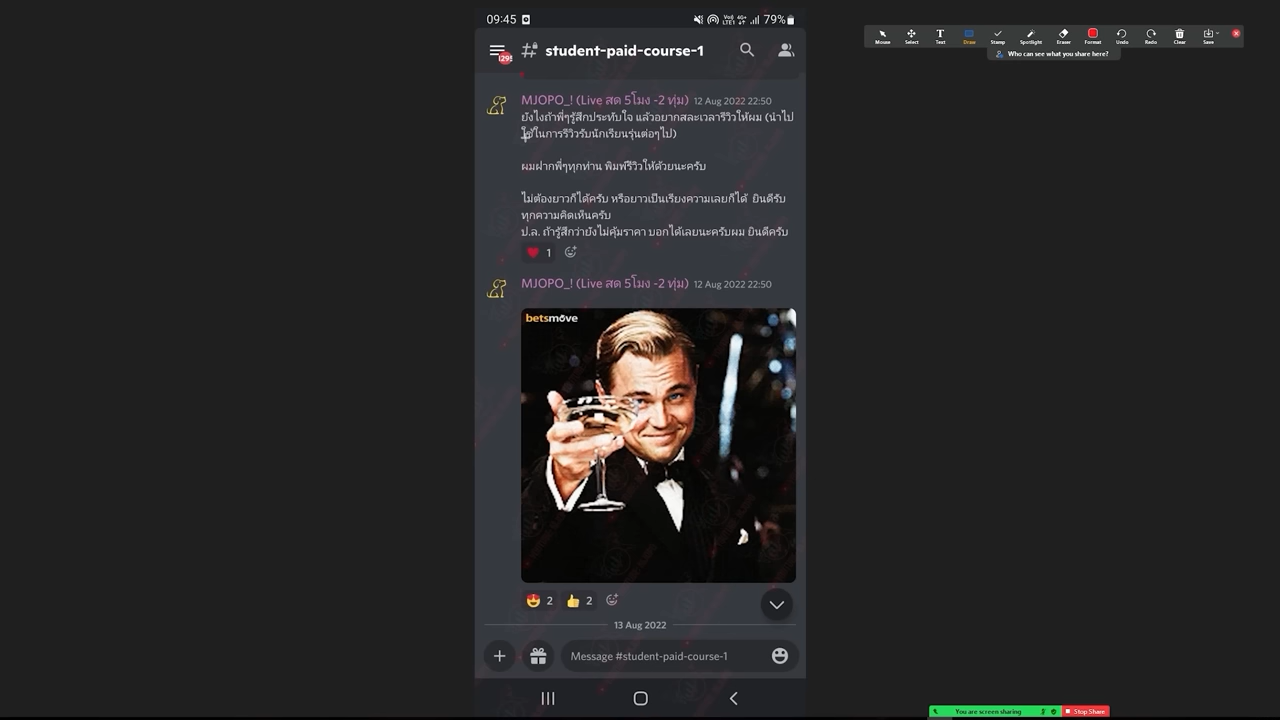 09:45
VoLTE1 4G+ 79%
Mouse Select Text Draw Stamp Spotlight Eraser Format Undo Redo Clear Save
Who can see what you share here?
# student-paid-course-1
MJOPO_! (Live สด 5โมง -2 ทุ่ม) 12 Aug 2022 22:50
ยังไงถ้าพี่ๆรู้สึกประทับใจ แล้วอยากสละเวลารีวิวให้ผม (นำไป
ใช้ในการรีวิวรับนักเรียนรุ่นต่อๆไป)
ผมฝากพี่ๆทุกท่าน พิมพ์รีวิวให้ด้วยนะครับ
ไม่ต้องยาวก็ได้ครับ หรือยาวเป็นเรียงความเลยก็ได้ ยินดีรับ
ทุกความคิดเห็นครับ
ป.ล. ถ้ารู้สึกว่ายังไม่คุ้มราคา บอกได้เลยนะครับผม ยินดีครับ
1
MJOPO_! (Live สด 5โมง -2 ทุ่ม) 12 Aug 2022 22:50
betsmove
2 2
13 Aug 2022
Message #student-paid-course-1
You are screen sharing Stop Share